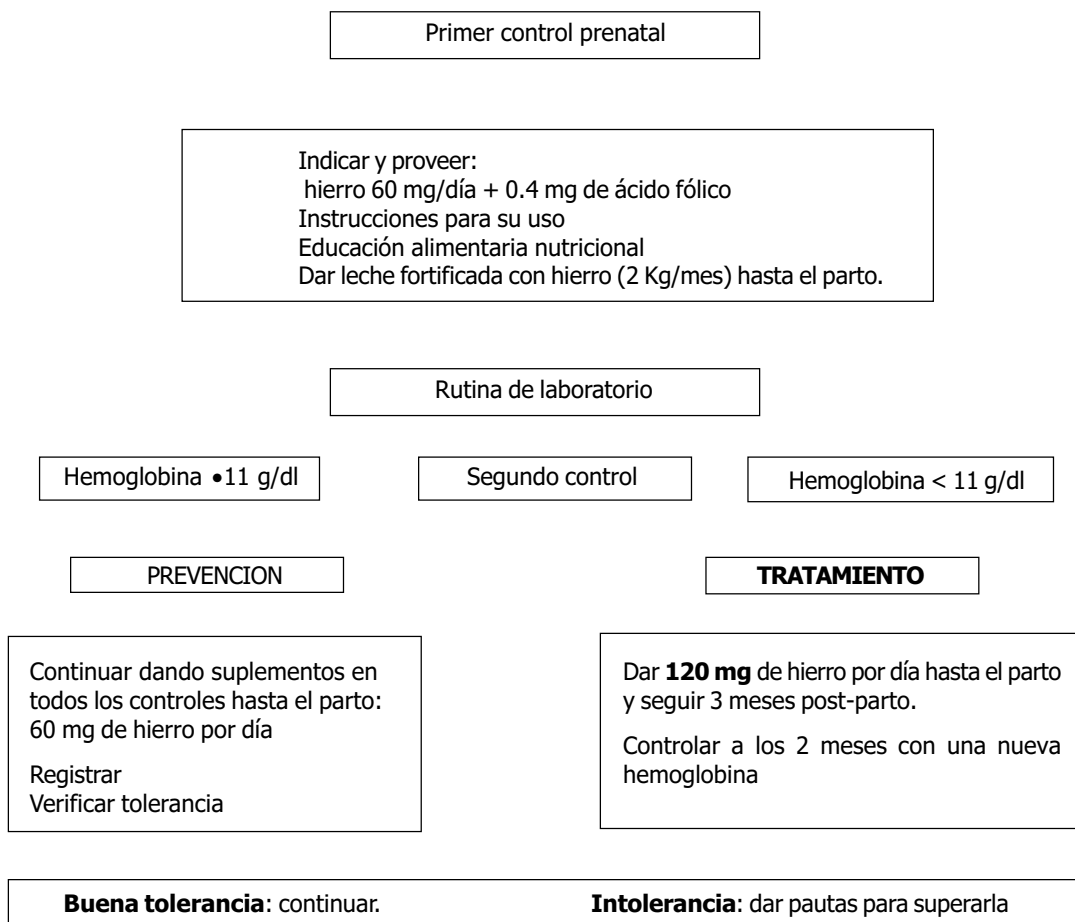 Primer control prenatal
Indicar y proveer:
hierro 60 mg/día + 0.4 mg de ácido fólico
Instrucciones para su uso
Educación alimentaria nutricional
Dar leche fortificada con hierro (2 Kg/mes) hasta el parto.
Rutina de laboratorio
Hemoglobina •11 g/dl
Segundo control
Hemoglobina < 11 g/dl
PREVENCION
TRATAMIENTO
Continuar dando suplementos en
todos los controles hasta el parto:
60 mg de hierro por día
Registrar
Verificar tolerancia
Dar 120 mg de hierro por día hasta el parto
y seguir 3 meses post-parto.
Controlar a los 2 meses con una nueva
hemoglobina
Buena tolerancia: continuar.
Intolerancia: dar pautas para superarla